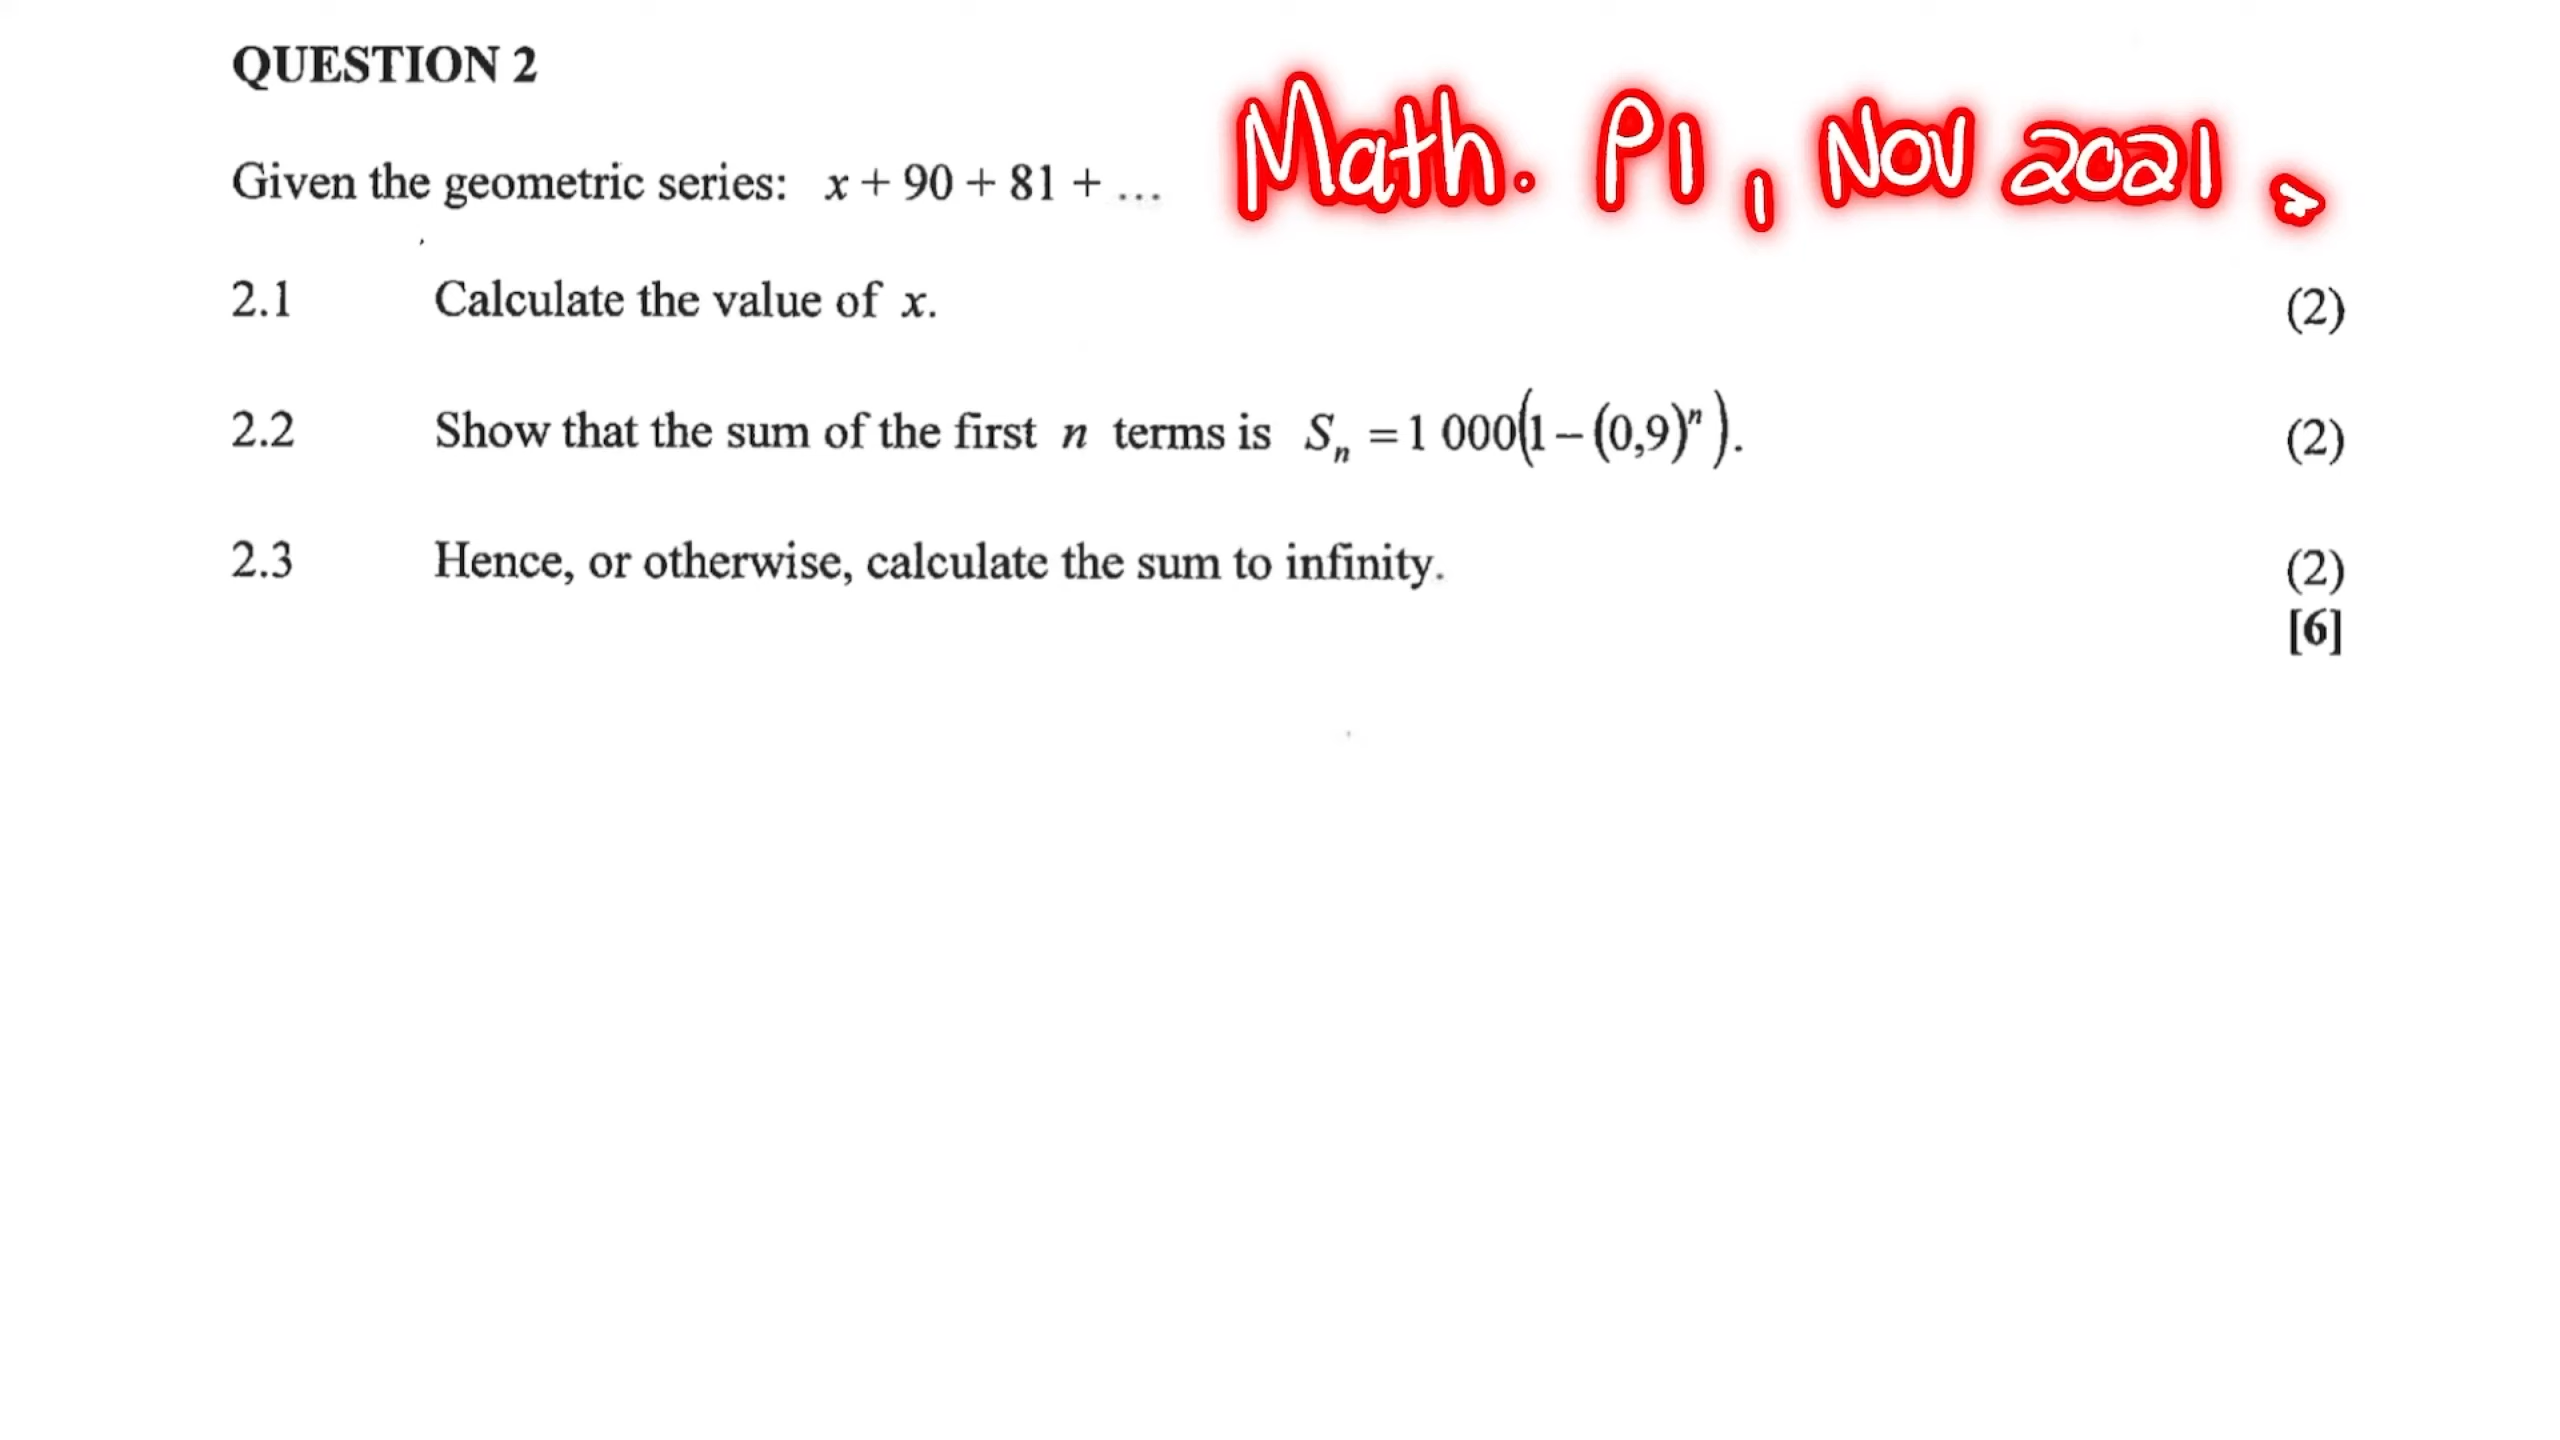 QUESTION 2
Given the geometric series: x + 90 + 81 + ...
Math. P1, Nov 2021.
2.1 Calculate the value of x. (2)
2.2 Show that the sum of the first n terms is Sₙ = 1 000(1 – (0,9)ⁿ). (2)
2.3 Hence, or otherwise, calculate the sum to infinity. (2)
[6]